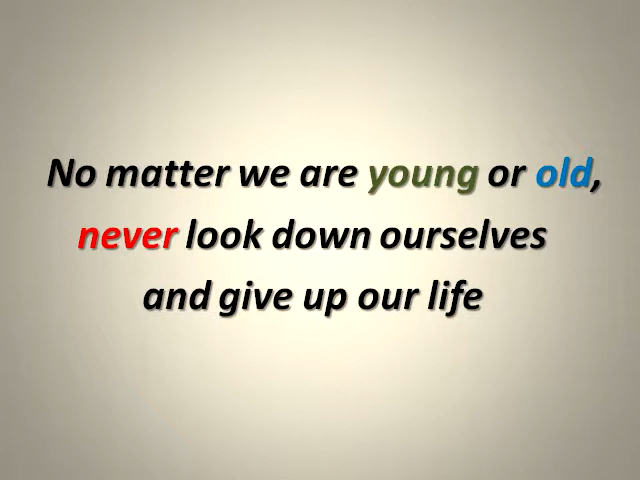 No matter we are young or old,
never look down ourselves
and give up our life